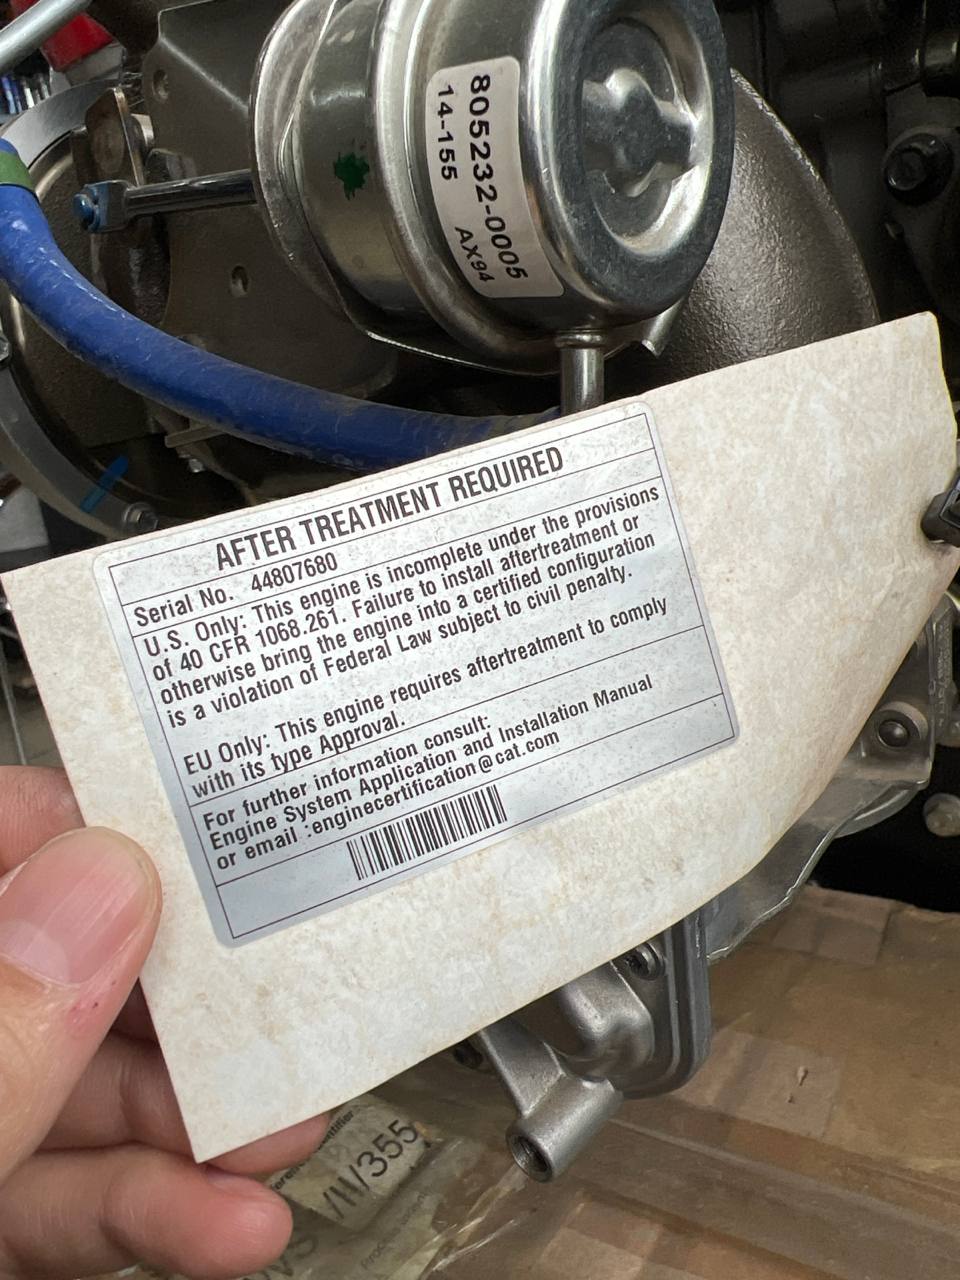 805232-0005
14-155 AX94
AFTER TREATMENT REQUIRED
Serial No. 44807680
U.S. Only: This engine is incomplete under the provisions
of 40 CFR 1068.261. Failure to install aftertreatment or
otherwise bring the engine into a certified configuration
is a violation of Federal Law subject to civil penalty.
EU Only: This engine requires aftertreatment to comply
with its type Approval.
For further information consult:
Engine System Application and Installation Manual
or email :enginecertification@cat.com
/11/355